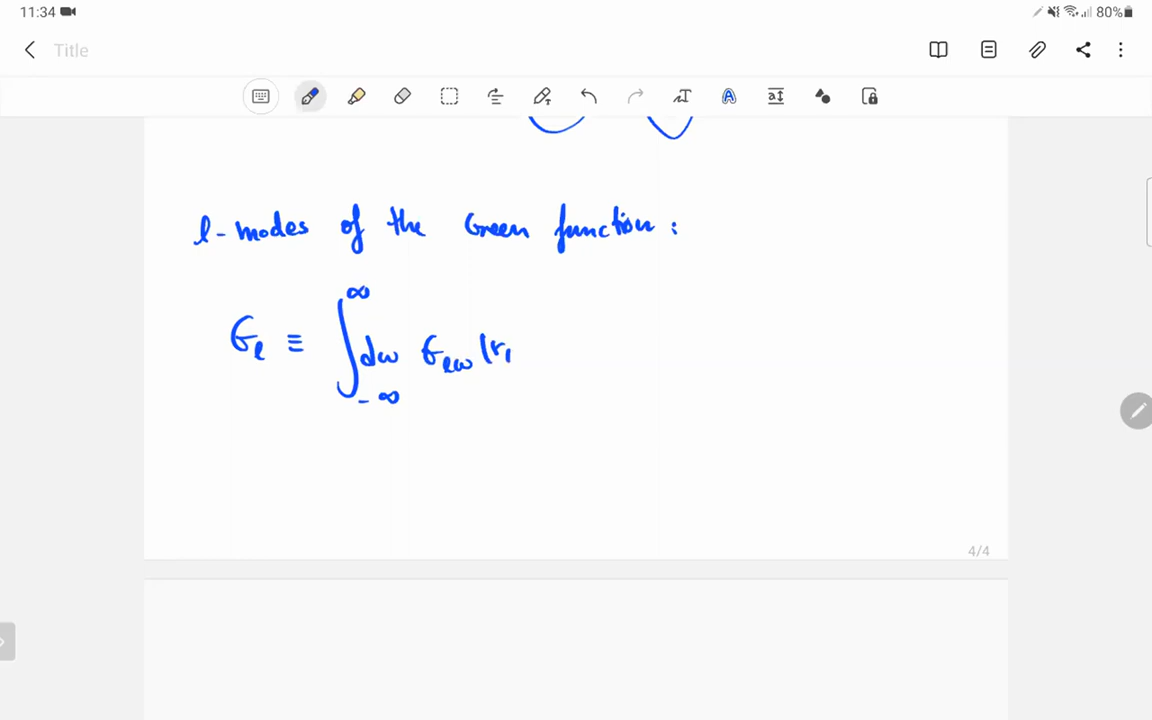 11:34 80%
Title
l-modes of the Green function :
G_l ≡ ∫_{-∞}^{∞} dω G_{lω} (r,
4/4